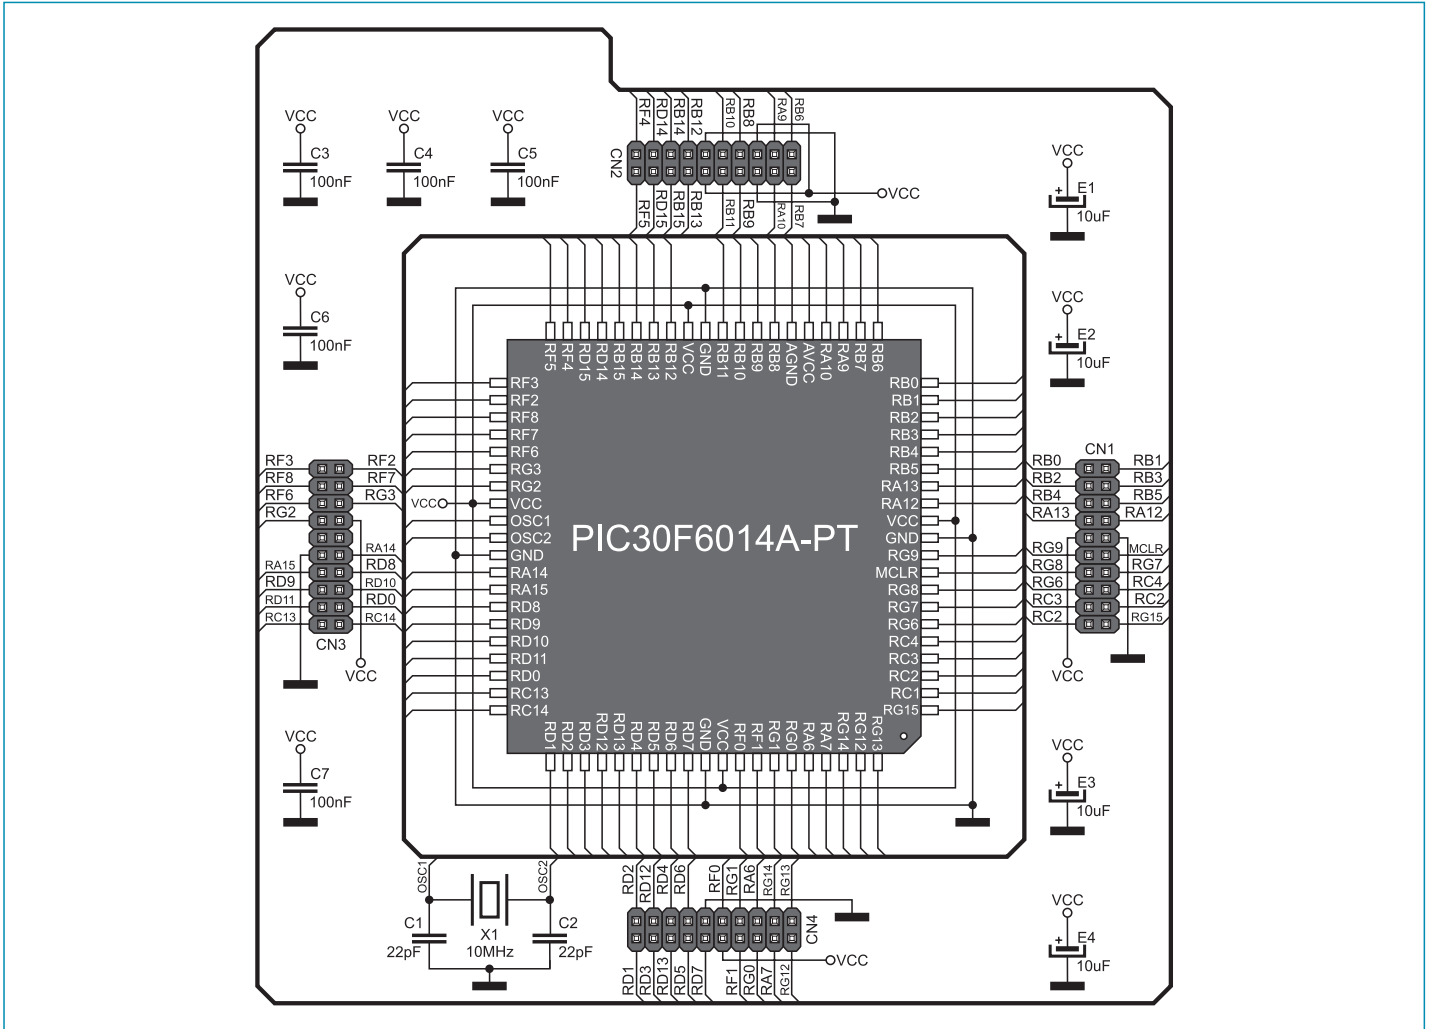 VCC
C3
100nF
VCC
C4
100nF
VCC
C5
100nF
VCC
C6
100nF
RF4
RD14
RB14
RB12
RB10
RB8
RA9
RB6
CN2
RF5
RD15
RB15
RB13
RB11
RB9
RA10
RB7
VCC
VCC
E1
+
10uF
VCC
E2
+
10uF
RF5
RF4
RD15
RD14
RB15
RB14
RB13
RB12
VCC
GND
RB11
RB10
RB9
RB8
AGND
AVCC
RA10
RA9
RB7
RB6
RF3
RF2
RF8
RF7
RF6
RG3
RG2
VCC
VCC
OSC1
OSC2
GND
RA14
RA15
RD8
RD9
RD10
RD11
RD0
RC13
RC14
PIC30F6014A-PT
RB0
RB1
RB2
RB3
RB4
RB5
RA13
RA12
VCC
GND
RG9
MCLR
RG8
RG7
RG6
RC4
RC3
RC2
RC1
RG15
RD1
RD2
RD3
RD12
RD13
RD4
RD5
RD6
RD7
GND
VCC
RF0
RF1
RG1
RG0
RA6
RA7
RG14
RG12
RG13
RF3 RF2
RF8 RF7
RF6 RG3
RG2
RA14
RA15 RD8
RD9 RD10
RD11 RD0
RC13 RC14
CN3
VCC
CN1
RB0 RB1
RB2 RB3
RB4 RB5
RA13 RA12
RG9 MCLR
RG8 RG7
RG6 RC4
RC3 RC2
RC2 RG15
VCC
VCC
C7
100nF
VCC
E3
+
10uF
OSC1
OSC2
C1
22pF
X1
10MHz
C2
22pF
RD2
RD12
RD4
RD6
RF0
RG1
RA6
RG14
RG13
CN4
RD1
RD3
RD13
RD5
RD7
RF1
RG0
RA7
RG12
VCC
VCC
E4
+
10uF